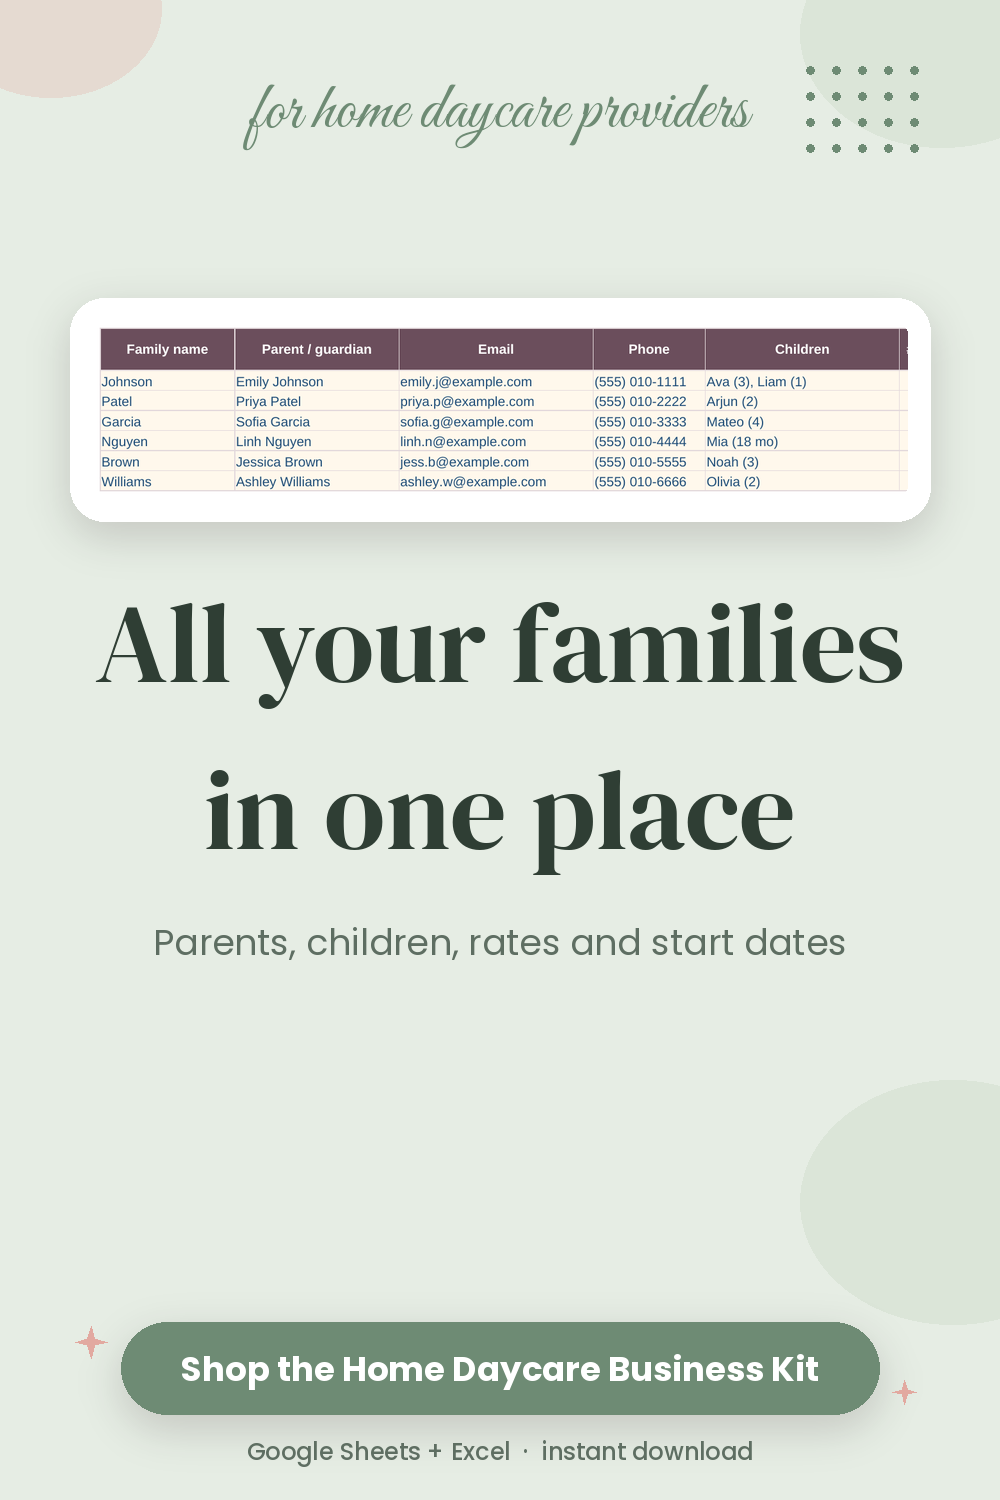 for home daycare providers
Family name Parent / guardian Email Phone Children
Johnson Emily Johnson emily.j@example.com (555) 010-1111 Ava (3), Liam (1)
Patel Priya Patel priya.p@example.com (555) 010-2222 Arjun (2)
Garcia Sofia Garcia sofia.g@example.com (555) 010-3333 Mateo (4)
Nguyen Linh Nguyen linh.n@example.com (555) 010-4444 Mia (18 mo)
Brown Jessica Brown jess.b@example.com (555) 010-5555 Noah (3)
Williams Ashley Williams ashley.w@example.com (555) 010-6666 Olivia (2)
All your families
in one place
Parents, children, rates and start dates
Shop the Home Daycare Business Kit
Google Sheets + Excel · instant download